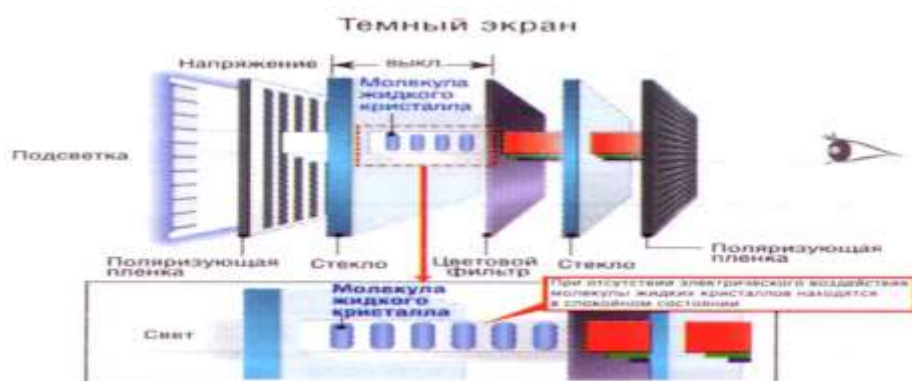 Темный экран
Напряжение
выкл.
Молекула
жидкого
кристалла
Подсветка
Поляризующая
пленка
Стекло
Цветовой
фильтр
Стекло
Поляризующая
пленка
Молекула
жидкого
кристалла
При отсутствии электрического воздействия
молекулы жидких кристаллов находятся
в спокойном состоянии
Свет